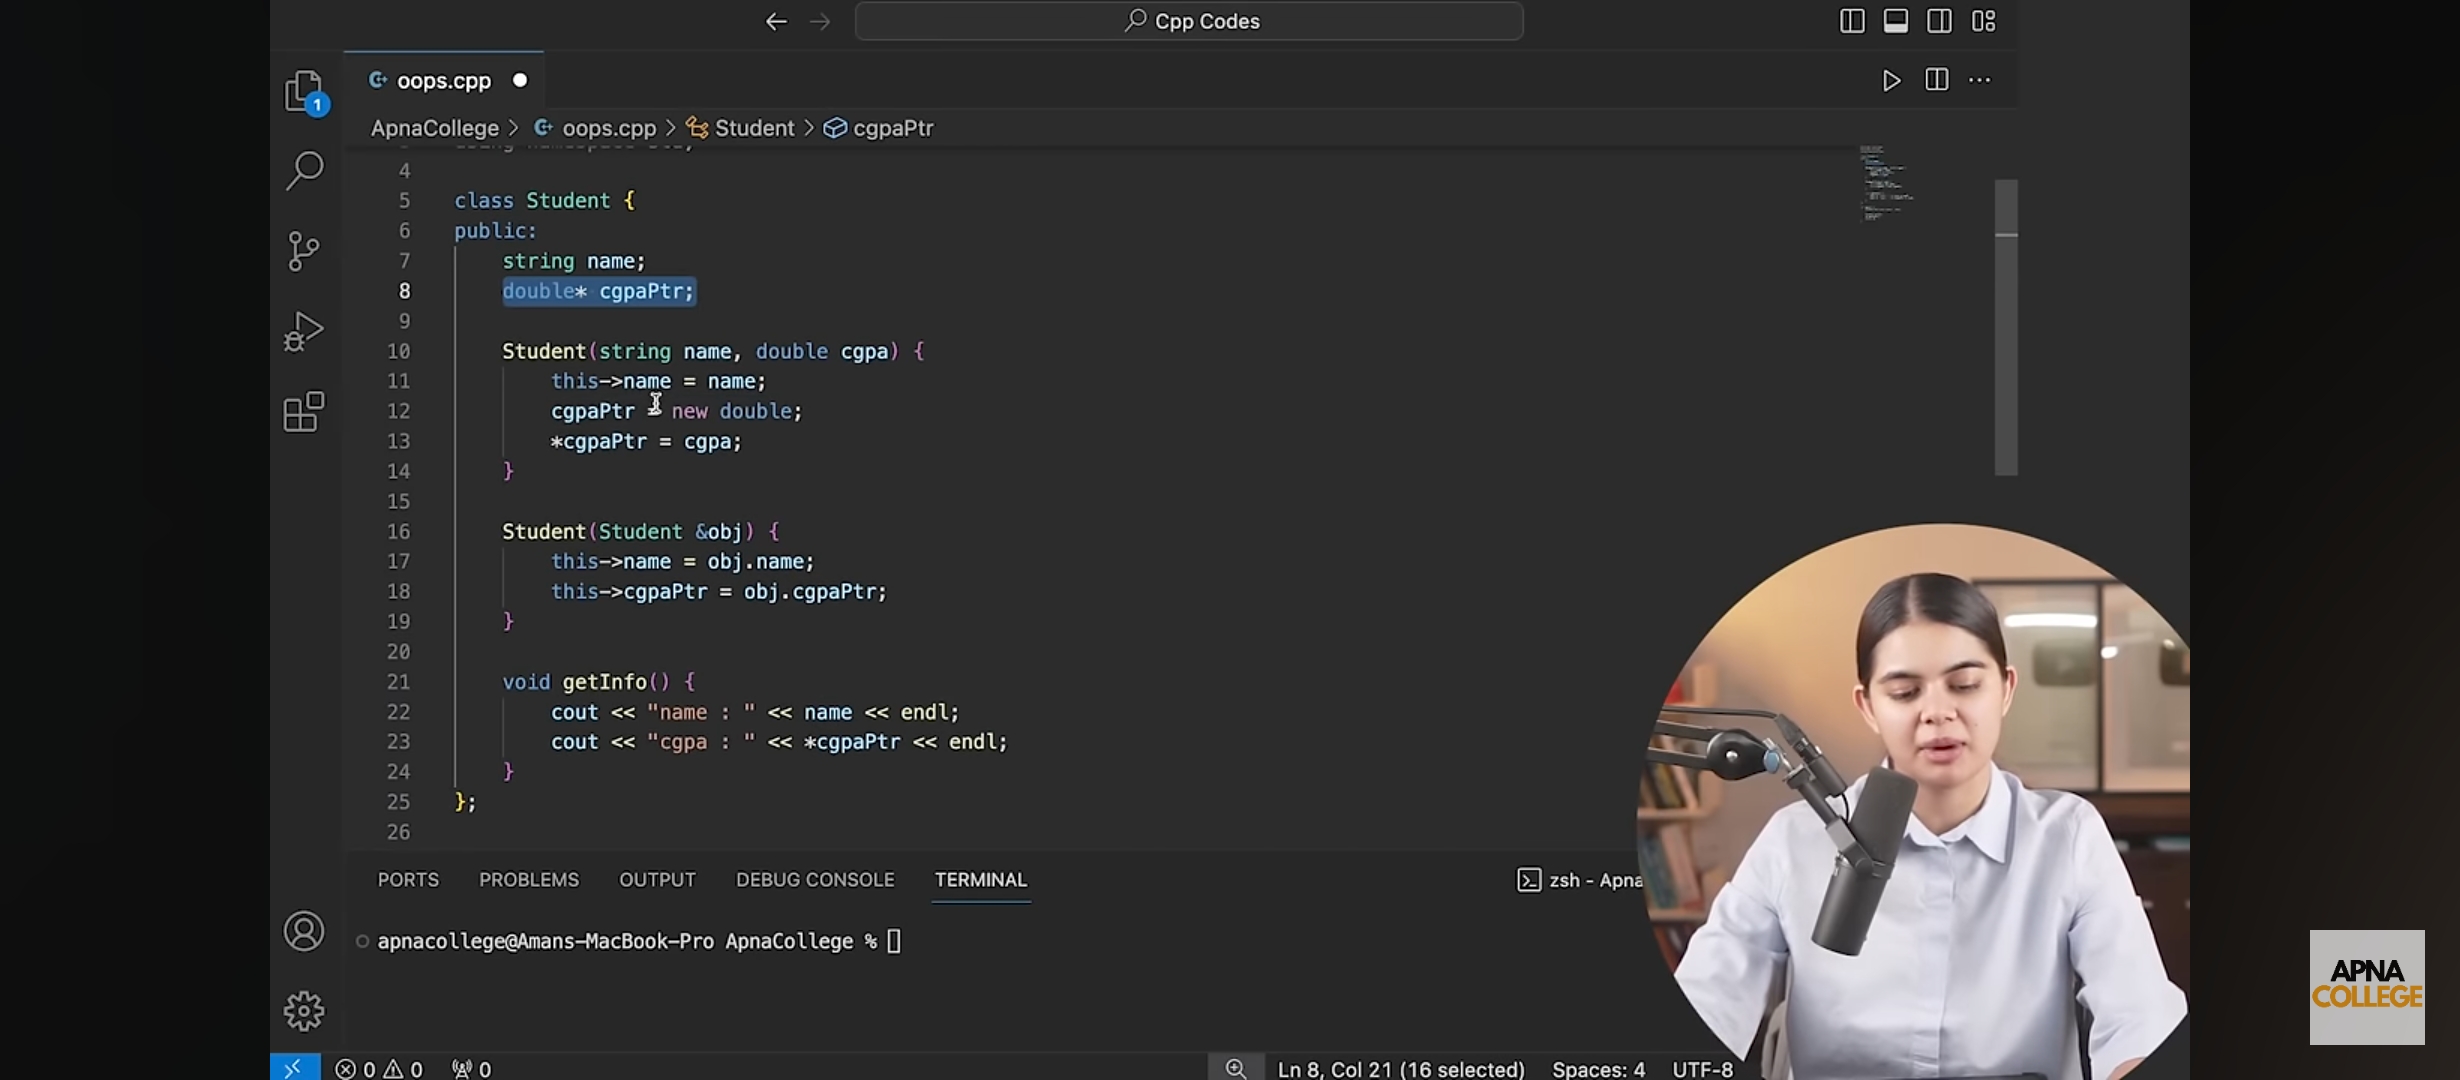 Cpp Codes
oops.cpp
ApnaCollege > oops.cpp > Student > cgpaPtr
4
5 class Student {
6 public:
7 string name;
8 double* cgpaPtr;
9
10 Student(string name, double cgpa) {
11 this->name = name;
12 cgpaPtr new double;
13 *cgpaPtr = cgpa;
14 }
15
16 Student(Student &obj) {
17 this->name = obj.name;
18 this->cgpaPtr = obj.cgpaPtr;
19 }
20
21 void getInfo() {
22 cout << "name : " << name << endl;
23 cout << "cgpa : " << *cgpaPtr << endl;
24 }
25 };
26
1
PORTS PROBLEMS OUTPUT DEBUG CONSOLE TERMINAL
zsh - Apna
apnacollege@Amans-MacBook-Pro ApnaCollege %
0 0 0
Ln 8, Col 21 (16 selected) Spaces: 4 UTF-8
APNA
COLLEGE